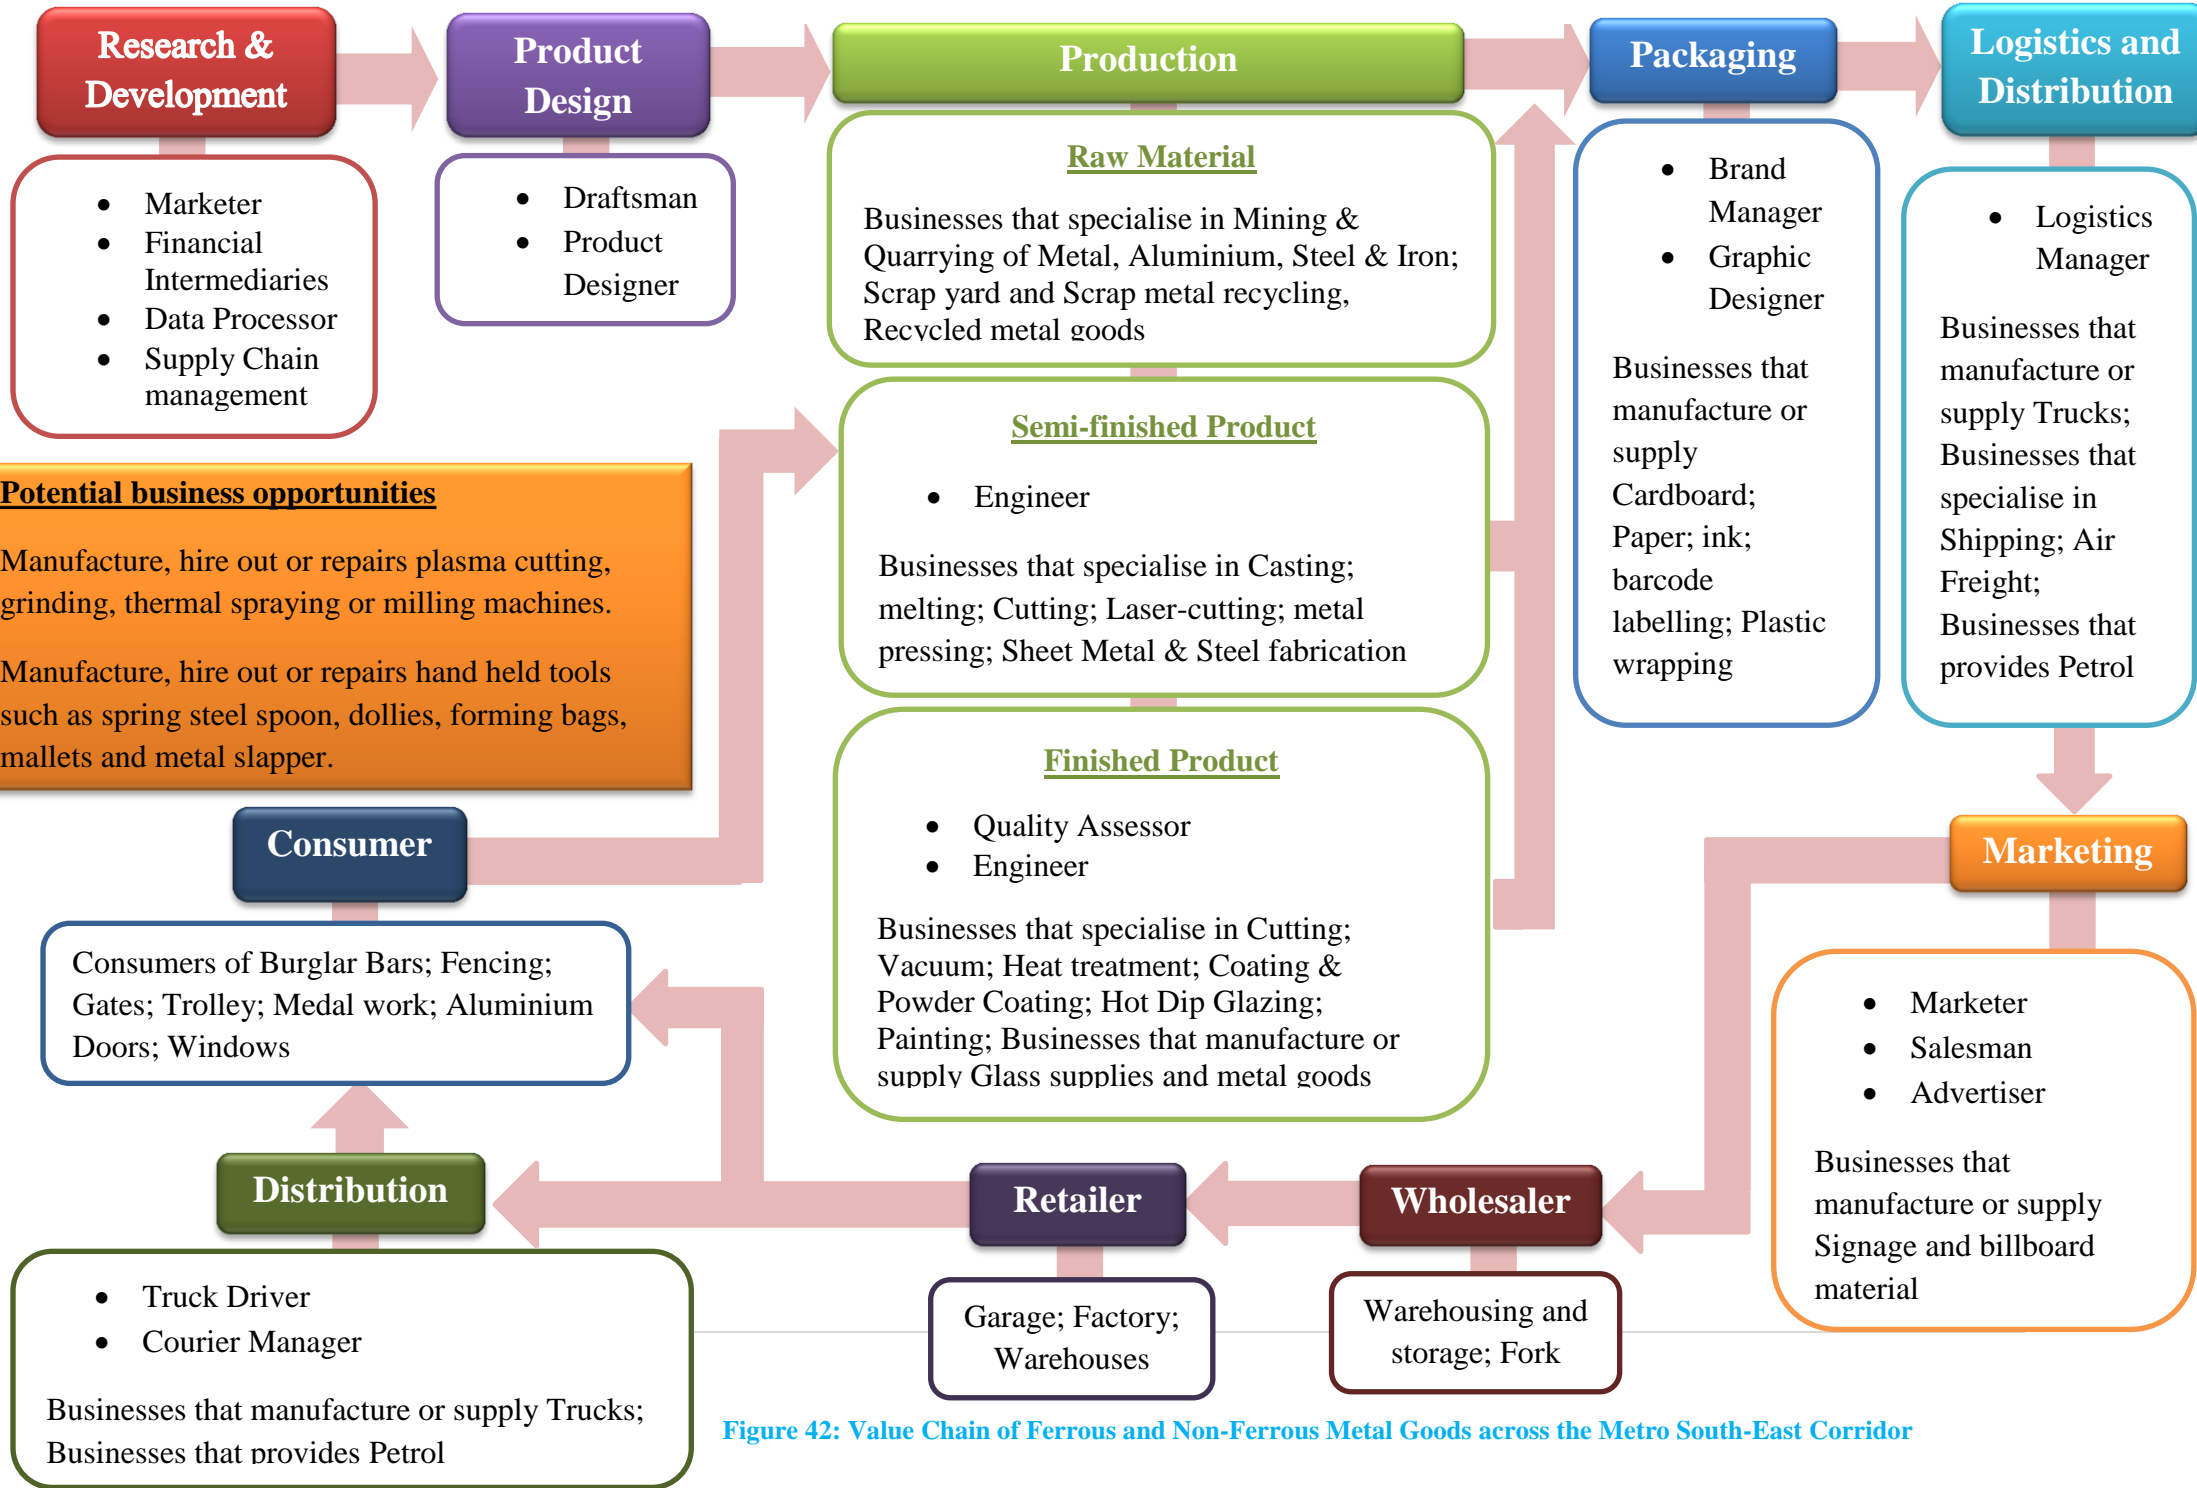 Research &
Development
Product
Design
Production
Packaging
Logistics and
Distribution
• Marketer
• Financial
Intermediaries
• Data Processor
• Supply Chain
management
• Draftsman
• Product
Designer
Raw Material
Businesses that specialise in Mining &
Quarrying of Metal, Aluminium, Steel & Iron;
Scrap yard and Scrap metal recycling,
Recycled metal goods
Semi-finished Product
• Engineer
Businesses that specialise in Casting;
melting; Cutting; Laser-cutting; metal
pressing; Sheet Metal & Steel fabrication
Finished Product
• Quality Assessor
• Engineer
Businesses that specialise in Cutting;
Vacuum; Heat treatment; Coating &
Powder Coating; Hot Dip Glazing;
Painting; Businesses that manufacture or
supply Glass supplies and metal goods
• Brand
Manager
• Graphic
Designer
Businesses that
manufacture or
supply
Cardboard;
Paper; ink;
barcode
labelling; Plastic
wrapping
• Logistics
Manager
Businesses that
manufacture or
supply Trucks;
Businesses that
specialise in
Shipping; Air
Freight;
Businesses that
provides Petrol
Potential business opportunities
Manufacture, hire out or repairs plasma cutting,
grinding, thermal spraying or milling machines.
Manufacture, hire out or repairs hand held tools
such as spring steel spoon, dollies, forming bags,
mallets and metal slapper.
Consumer
Consumers of Burglar Bars; Fencing;
Gates; Trolley; Medal work; Aluminium
Doors; Windows
Marketing
• Marketer
• Salesman
• Advertiser
Businesses that
manufacture or supply
Signage and billboard
material
Distribution
• Truck Driver
• Courier Manager
Businesses that manufacture or supply Trucks;
Businesses that provides Petrol
Retailer
Garage; Factory;
Warehouses
Wholesaler
Warehousing and
storage; Fork
Figure 42: Value Chain of Ferrous and Non-Ferrous Metal Goods across the Metro South-East Corridor